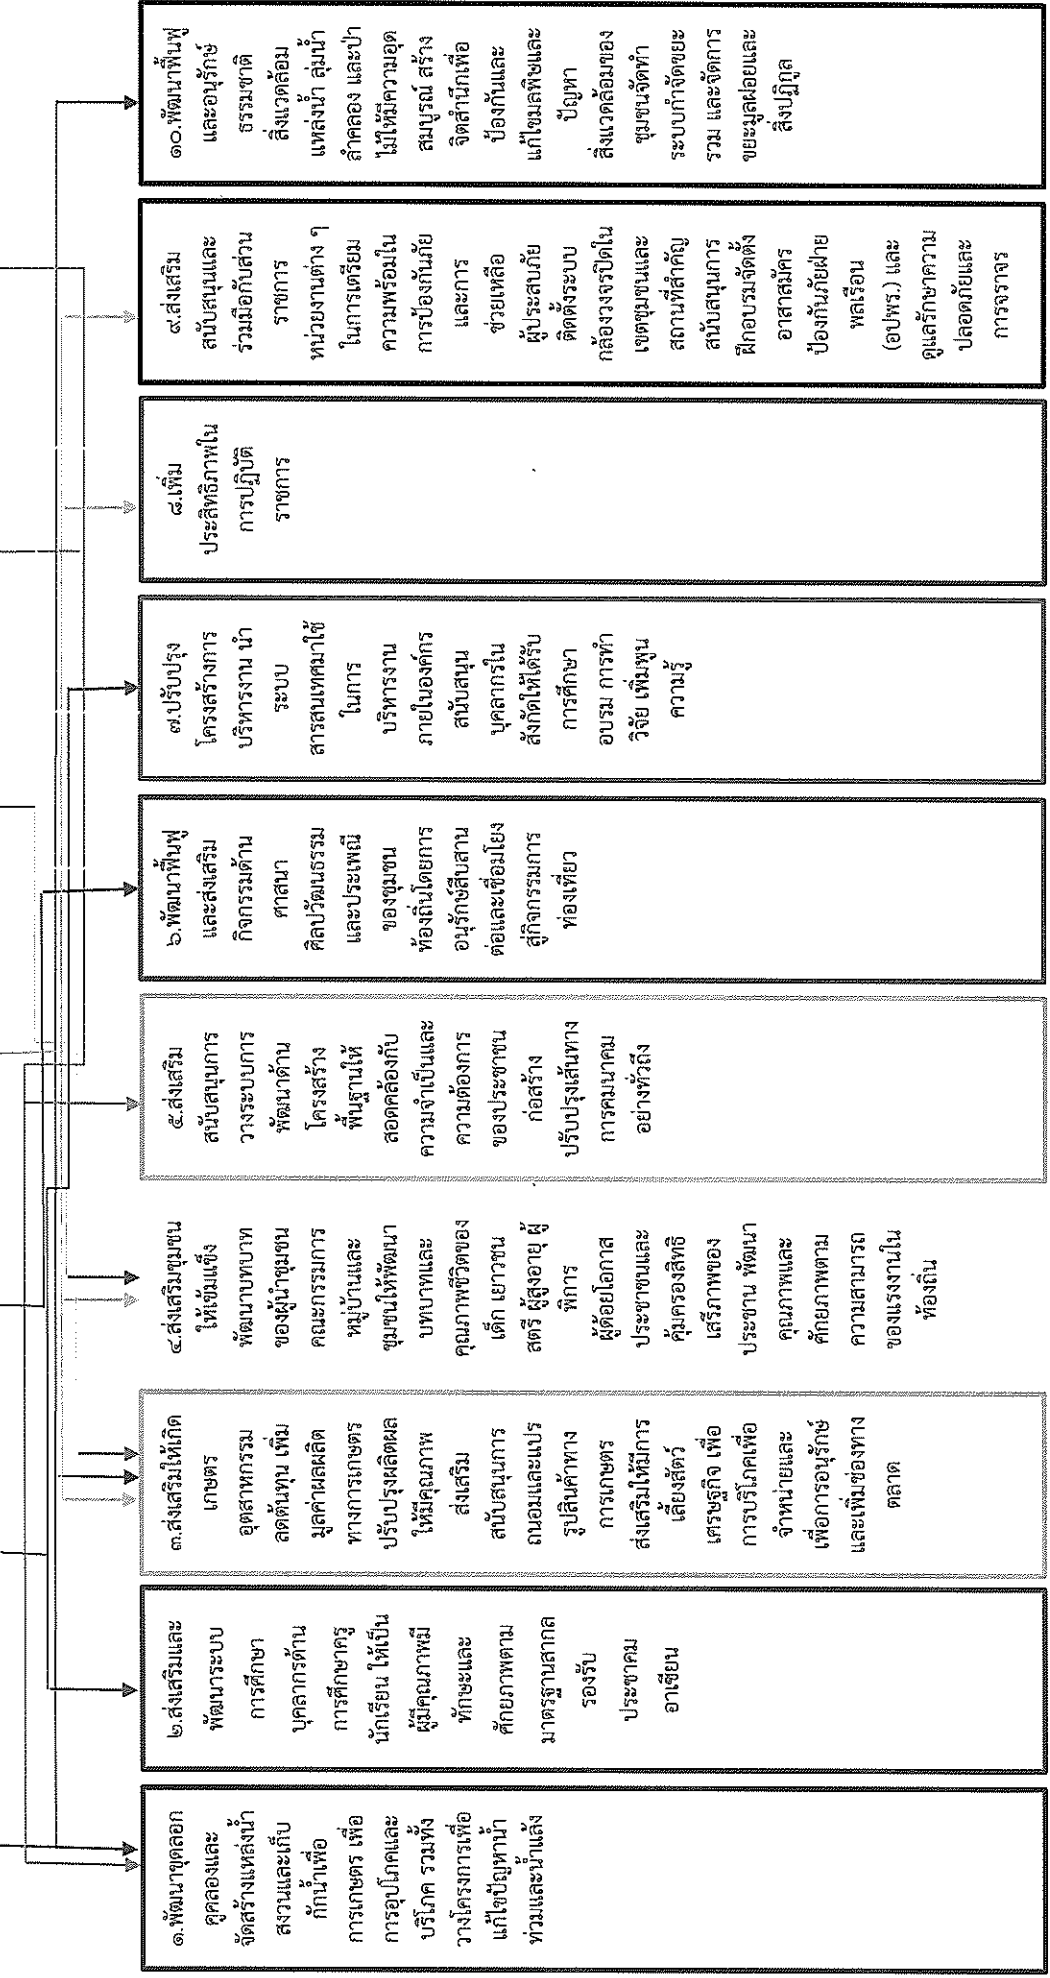 ๑.พัฒนาขุดลอก
คูคลองและ
จัดสร้างแหล่งน้ำ
สงวนและเก็บ
กักน้ำเพื่อ
การเกษตร เพื่อ
การอุปโภคและ
บริโภค รวมทั้ง
วางโครงการเพื่อ
แก้ไขปัญหาน้ำ
ท่วมและน้ำแล้ง
๒.ส่งเสริมและ
พัฒนาระบบ
การศึกษา
บุคลากรด้าน
การศึกษาครู
นักเรียน ให้เป็น
ผู้มีคุณภาพมี
ทักษะและ
ศักยภาพตาม
มาตรฐานสากล
รองรับ
ประชาคม
อาเซียน
๓.ส่งเสริมให้เกิด
เกษตร
อุตสาหกรรม
ลดต้นทุน เพิ่ม
มูลค่าผลผลิต
ทางการเกษตร
ปรับปรุงผลิตผล
ให้มีคุณภาพ
ส่งเสริม
สนับสนุนการ
ถนอมและแปร
รูปสินค้าทาง
การเกษตร
ส่งเสริมให้มีการ
เลี้ยงสัตว์
เศรษฐกิจ เพื่อ
การบริโภคเพื่อ
จำหน่ายและ
เพื่อการอนุรักษ์
และเพิ่มช่องทาง
ตลาด
๔.ส่งเสริมชุมชน
ให้เข้มแข็ง
พัฒนาบทบาท
ของผู้นำชุมชน
คณะกรรมการ
หมู่บ้านและ
ชุมชนให้พัฒนา
บทบาทและ
คุณภาพชีวิตของ
เด็ก เยาวชน
สตรี ผู้สูงอายุ ผู้
พิการ
ผู้ด้อยโอกาส
ประชาชนและ
คุ้มครองสิทธิ
เสรีภาพของ
ประชาน พัฒนา
คุณภาพและ
ศักยภาพตาม
ความสามารถ
ของแรงงานใน
ท้องถิ่น
๕.ส่งเสริม
สนับสนุนการ
วางระบบการ
พัฒนาด้าน
โครงสร้าง
พื้นฐานให้
สอดคล้องกับ
ความจำเป็นและ
ความต้องการ
ของประชาชน
ก่อสร้าง
ปรับปรุงเส้นทาง
การคมนาคม
อย่างทั่วถึง
๖.พัฒนาฟื้นฟู
และส่งเสริม
กิจกรรมด้าน
ศาสนา
ศิลปวัฒนธรรม
และประเพณี
ของชุมชน
ท้องถิ่นโดยการ
อนุรักษ์สืบสาน
ต่อและเชื่อมโยง
สู่กิจกรรมการ
ท่องเที่ยว
๗.ปรับปรุง
โครงสร้างการ
บริหารงาน นำ
ระบบ
สารสนเทศมาใช้
ในการ
บริหารงาน
ภายในองค์กร
สนับสนุน
บุคลากรใน
สังกัดให้ได้รับ
การศึกษา
อบรม การทำ
วิจัย เพิ่มพูน
ความรู้
๘.เพิ่ม
ประสิทธิภาพใน
การปฏิบัติ
ราชการ
๙.ส่งเสริม
สนับสนุนและ
ร่วมมือกับส่วน
ราชการ
หน่วยงานต่าง ๆ
ในการเตรียม
ความพร้อมใน
การป้องกันภัย
และการ
ช่วยเหลือ
ผู้ประสบภัย
ติดตั้งระบบ
กล้องวงจรปิดใน
เขตชุมชนและ
สถานที่สำคัญ
สนับสนุนการ
ฝึกอบรมจัดตั้ง
อาสาสมัคร
ป้องกันภัยฝ่าย
พลเรือน
(อปพร.) และ
ดูแลรักษาความ
ปลอดภัยและ
การจราจร
๑๐.พัฒนาฟื้นฟู
และอนุรักษ์
ธรรมชาติ
สิ่งแวดล้อม
แหล่งน้ำ ลุ่มน้ำ
ลำคลอง และป่า
ไม้ให้มีความอุด
สมบูรณ์ สร้าง
จิตสำนึกเพื่อ
ป้องกันและ
แก้ไขมลพิษและ
ปัญหา
สิ่งแวดล้อมของ
ชุมชนจัดทำ
ระบบกำจัดขยะ
รวม และจัดการ
ขยะมูลฝอยและ
สิ่งปฏิกูล